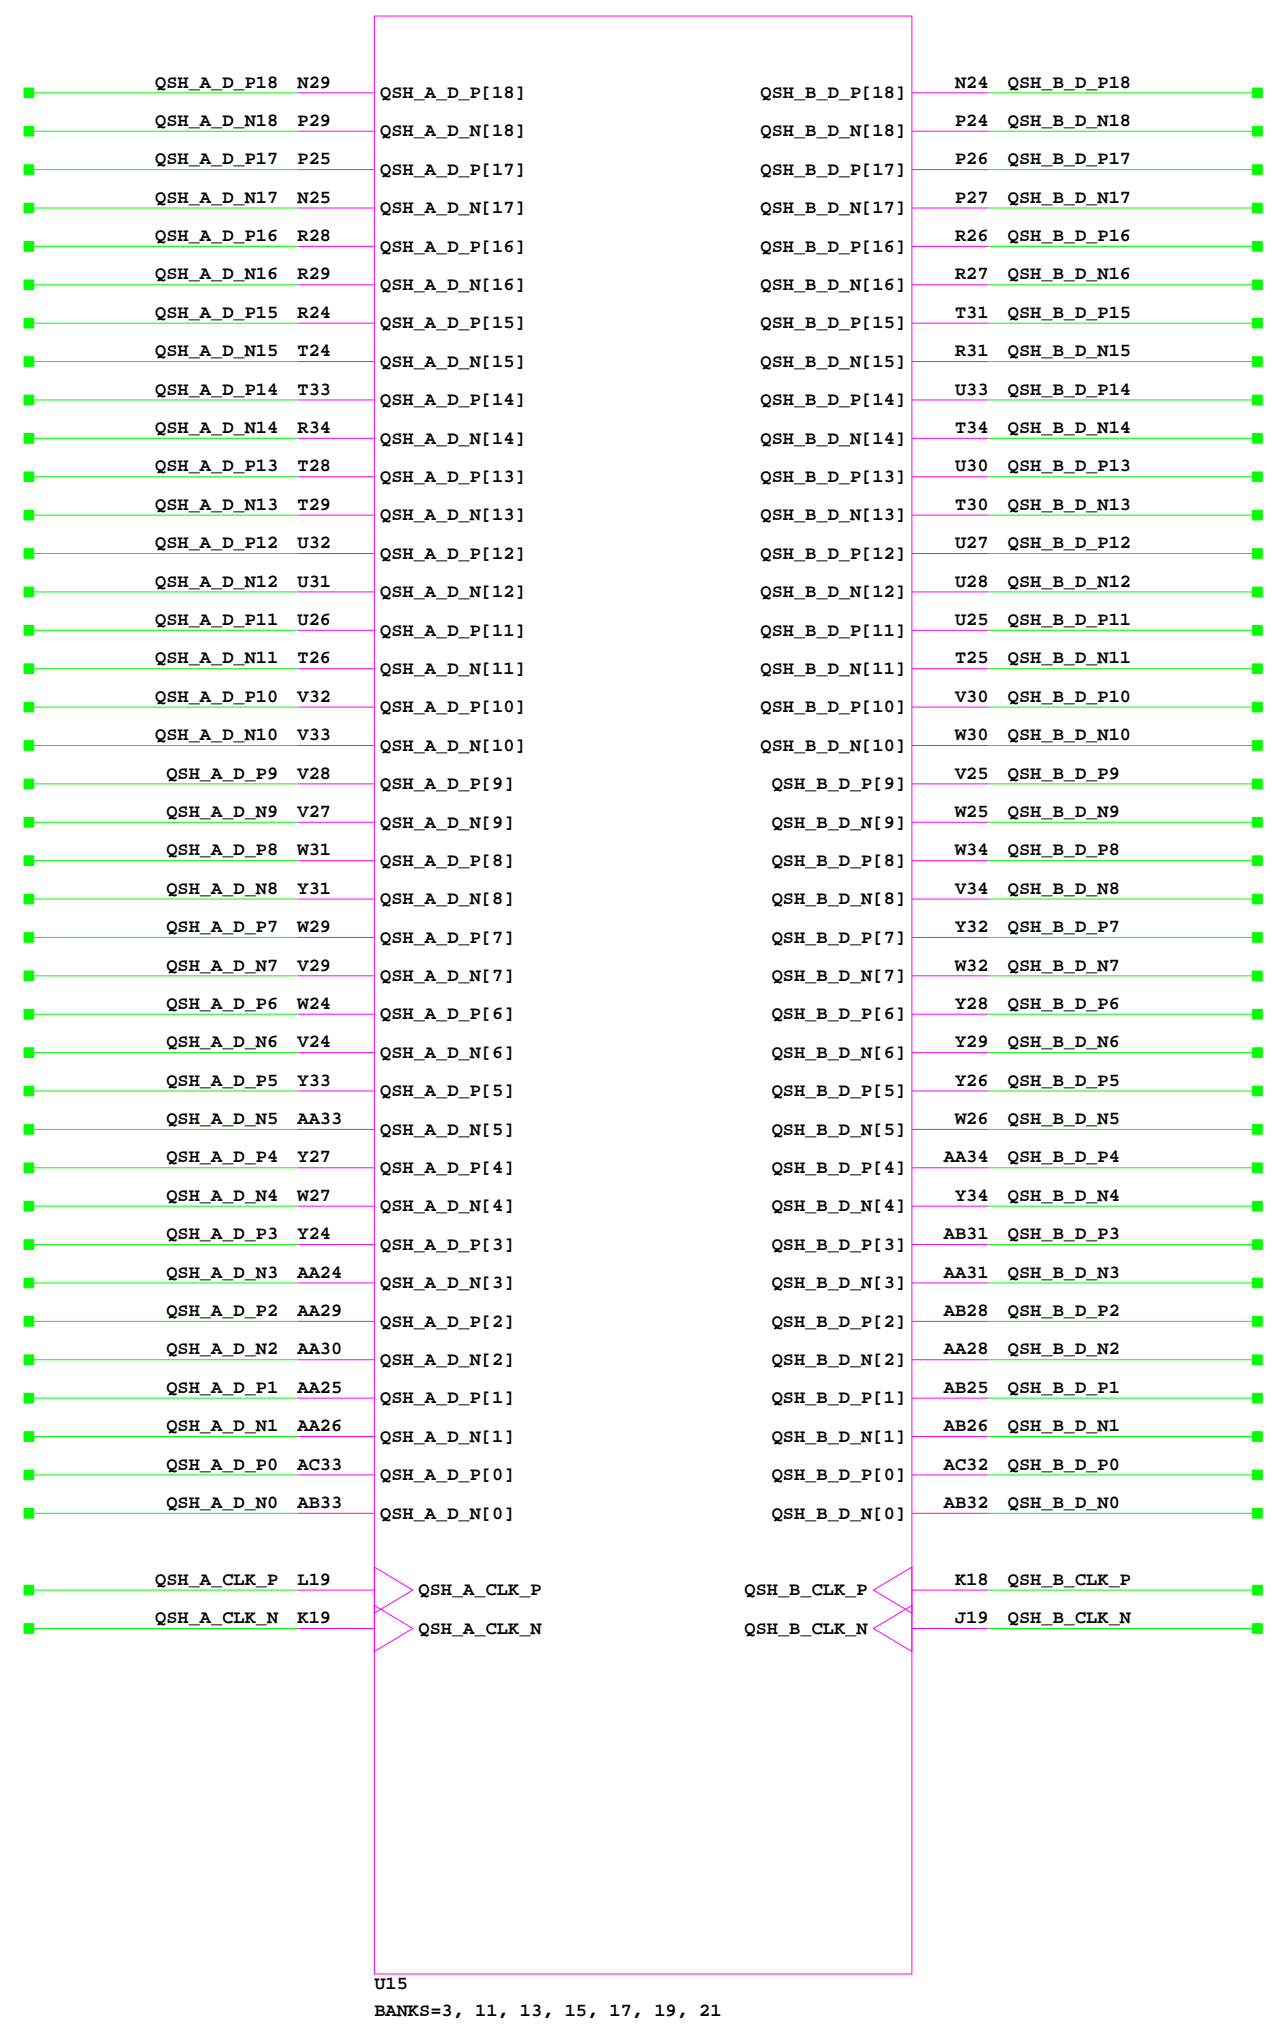 QSH_A_D_P18 N29 QSH_A_D_P[18] QSH_B_D_P[18] N24 QSH_B_D_P18
QSH_A_D_N18 P29 QSH_A_D_N[18] QSH_B_D_N[18] P24 QSH_B_D_N18
QSH_A_D_P17 P25 QSH_A_D_P[17] QSH_B_D_P[17] P26 QSH_B_D_P17
QSH_A_D_N17 N25 QSH_A_D_N[17] QSH_B_D_N[17] P27 QSH_B_D_N17
QSH_A_D_P16 R28 QSH_A_D_P[16] QSH_B_D_P[16] R26 QSH_B_D_P16
QSH_A_D_N16 R29 QSH_A_D_N[16] QSH_B_D_N[16] R27 QSH_B_D_N16
QSH_A_D_P15 R24 QSH_A_D_P[15] QSH_B_D_P[15] T31 QSH_B_D_P15
QSH_A_D_N15 T24 QSH_A_D_N[15] QSH_B_D_N[15] R31 QSH_B_D_N15
QSH_A_D_P14 T33 QSH_A_D_P[14] QSH_B_D_P[14] U33 QSH_B_D_P14
QSH_A_D_N14 R34 QSH_A_D_N[14] QSH_B_D_N[14] T34 QSH_B_D_N14
QSH_A_D_P13 T28 QSH_A_D_P[13] QSH_B_D_P[13] U30 QSH_B_D_P13
QSH_A_D_N13 T29 QSH_A_D_N[13] QSH_B_D_N[13] T30 QSH_B_D_N13
QSH_A_D_P12 U32 QSH_A_D_P[12] QSH_B_D_P[12] U27 QSH_B_D_P12
QSH_A_D_N12 U31 QSH_A_D_N[12] QSH_B_D_N[12] U28 QSH_B_D_N12
QSH_A_D_P11 U26 QSH_A_D_P[11] QSH_B_D_P[11] U25 QSH_B_D_P11
QSH_A_D_N11 T26 QSH_A_D_N[11] QSH_B_D_N[11] T25 QSH_B_D_N11
QSH_A_D_P10 V32 QSH_A_D_P[10] QSH_B_D_P[10] V30 QSH_B_D_P10
QSH_A_D_N10 V33 QSH_A_D_N[10] QSH_B_D_N[10] W30 QSH_B_D_N10
QSH_A_D_P9 V28 QSH_A_D_P[9] QSH_B_D_P[9] V25 QSH_B_D_P9
QSH_A_D_N9 V27 QSH_A_D_N[9] QSH_B_D_N[9] W25 QSH_B_D_N9
QSH_A_D_P8 W31 QSH_A_D_P[8] QSH_B_D_P[8] W34 QSH_B_D_P8
QSH_A_D_N8 Y31 QSH_A_D_N[8] QSH_B_D_N[8] V34 QSH_B_D_N8
QSH_A_D_P7 W29 QSH_A_D_P[7] QSH_B_D_P[7] Y32 QSH_B_D_P7
QSH_A_D_N7 V29 QSH_A_D_N[7] QSH_B_D_N[7] W32 QSH_B_D_N7
QSH_A_D_P6 W24 QSH_A_D_P[6] QSH_B_D_P[6] Y28 QSH_B_D_P6
QSH_A_D_N6 V24 QSH_A_D_N[6] QSH_B_D_N[6] Y29 QSH_B_D_N6
QSH_A_D_P5 Y33 QSH_A_D_P[5] QSH_B_D_P[5] Y26 QSH_B_D_P5
QSH_A_D_N5 AA33 QSH_A_D_N[5] QSH_B_D_N[5] W26 QSH_B_D_N5
QSH_A_D_P4 Y27 QSH_A_D_P[4] QSH_B_D_P[4] AA34 QSH_B_D_P4
QSH_A_D_N4 W27 QSH_A_D_N[4] QSH_B_D_N[4] Y34 QSH_B_D_N4
QSH_A_D_P3 Y24 QSH_A_D_P[3] QSH_B_D_P[3] AB31 QSH_B_D_P3
QSH_A_D_N3 AA24 QSH_A_D_N[3] QSH_B_D_N[3] AA31 QSH_B_D_N3
QSH_A_D_P2 AA29 QSH_A_D_P[2] QSH_B_D_P[2] AB28 QSH_B_D_P2
QSH_A_D_N2 AA30 QSH_A_D_N[2] QSH_B_D_N[2] AA28 QSH_B_D_N2
QSH_A_D_P1 AA25 QSH_A_D_P[1] QSH_B_D_P[1] AB25 QSH_B_D_P1
QSH_A_D_N1 AA26 QSH_A_D_N[1] QSH_B_D_N[1] AB26 QSH_B_D_N1
QSH_A_D_P0 AC33 QSH_A_D_P[0] QSH_B_D_P[0] AC32 QSH_B_D_P0
QSH_A_D_N0 AB33 QSH_A_D_N[0] QSH_B_D_N[0] AB32 QSH_B_D_N0
QSH_A_CLK_P L19 QSH_A_CLK_P QSH_B_CLK_P K18 QSH_B_CLK_P
QSH_A_CLK_N K19 QSH_A_CLK_N QSH_B_CLK_N J19 QSH_B_CLK_N
U15
BANKS=3, 11, 13, 15, 17, 19, 21